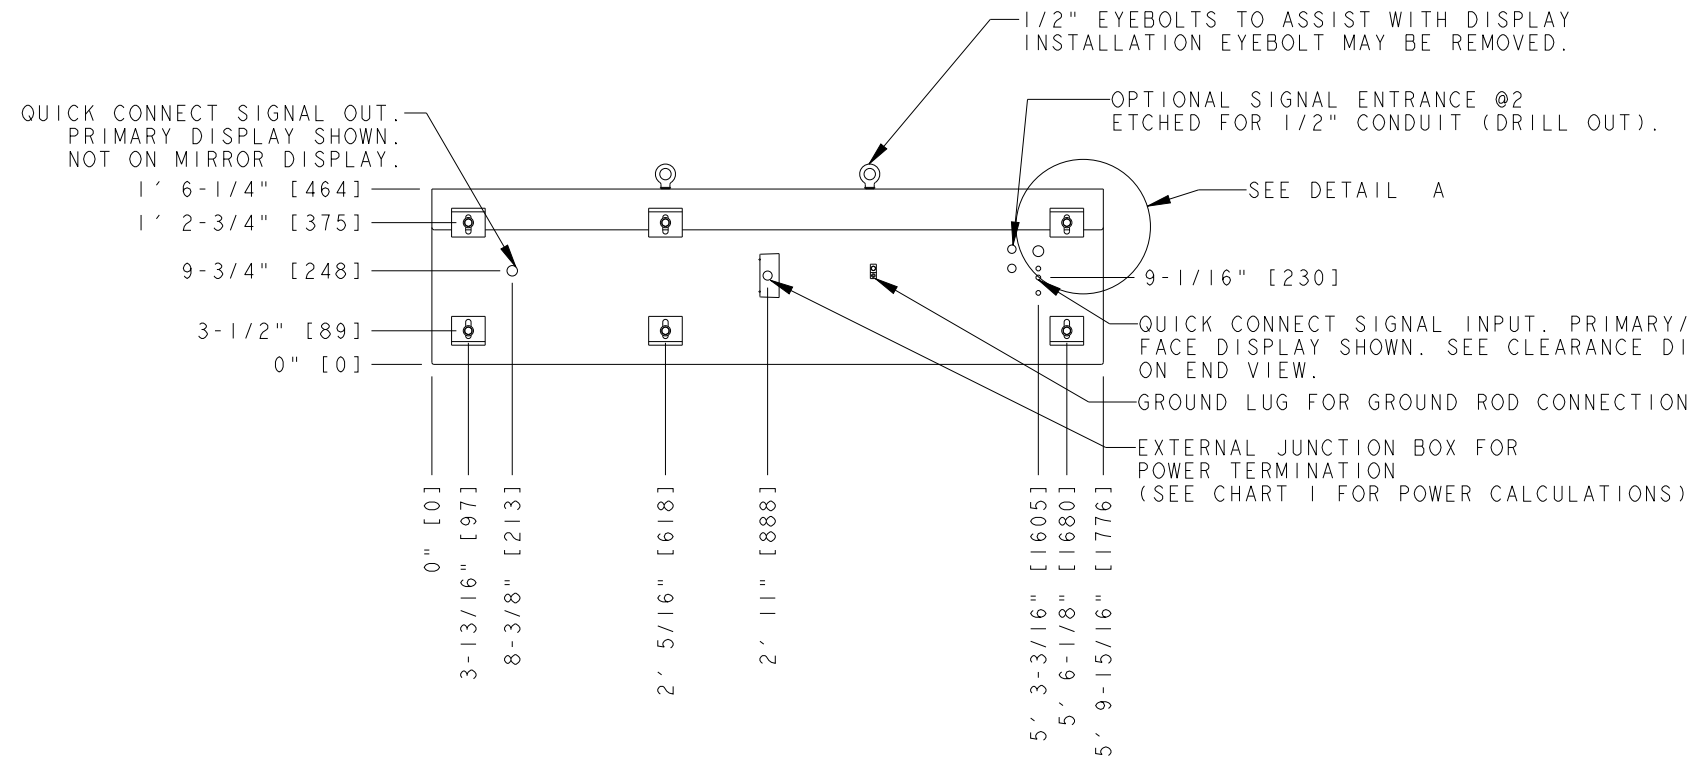 1/2" EYEBOLTS TO ASSIST WITH DISPLAY
INSTALLATION EYEBOLT MAY BE REMOVED.
OPTIONAL SIGNAL ENTRANCE @2
ETCHED FOR 1/2" CONDUIT (DRILL OUT).
QUICK CONNECT SIGNAL OUT.
PRIMARY DISPLAY SHOWN.
NOT ON MIRROR DISPLAY.
1' 6-1/4" [464]
SEE DETAIL A
1' 2-3/4" [375]
9-3/4" [248]
9-1/16" [230]
3-1/2" [89]
0" [0]
QUICK CONNECT SIGNAL INPUT. PRIMARY/
FACE DISPLAY SHOWN. SEE CLEARANCE DI
ON END VIEW.
GROUND LUG FOR GROUND ROD CONNECTION
EXTERNAL JUNCTION BOX FOR
POWER TERMINATION
(SEE CHART 1 FOR POWER CALCULATIONS)
0" [0]
3-13/16" [97]
8-3/8" [213]
2' 5/16" [618]
2' 11" [888]
5' 3-3/16" [1605]
5' 6-1/8" [1680]
5' 9-15/16" [1776]